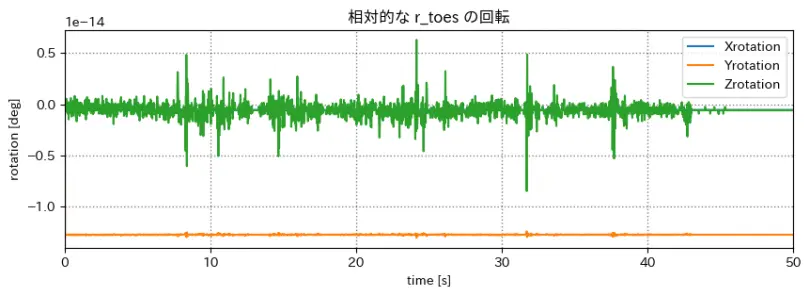 相対的な r_toes の回転
1e−14
Xrotation
Yrotation
Zrotation
0.5
0.0
−0.5
−1.0
rotation [deg]
0 10 20 30 40 50
time [s]